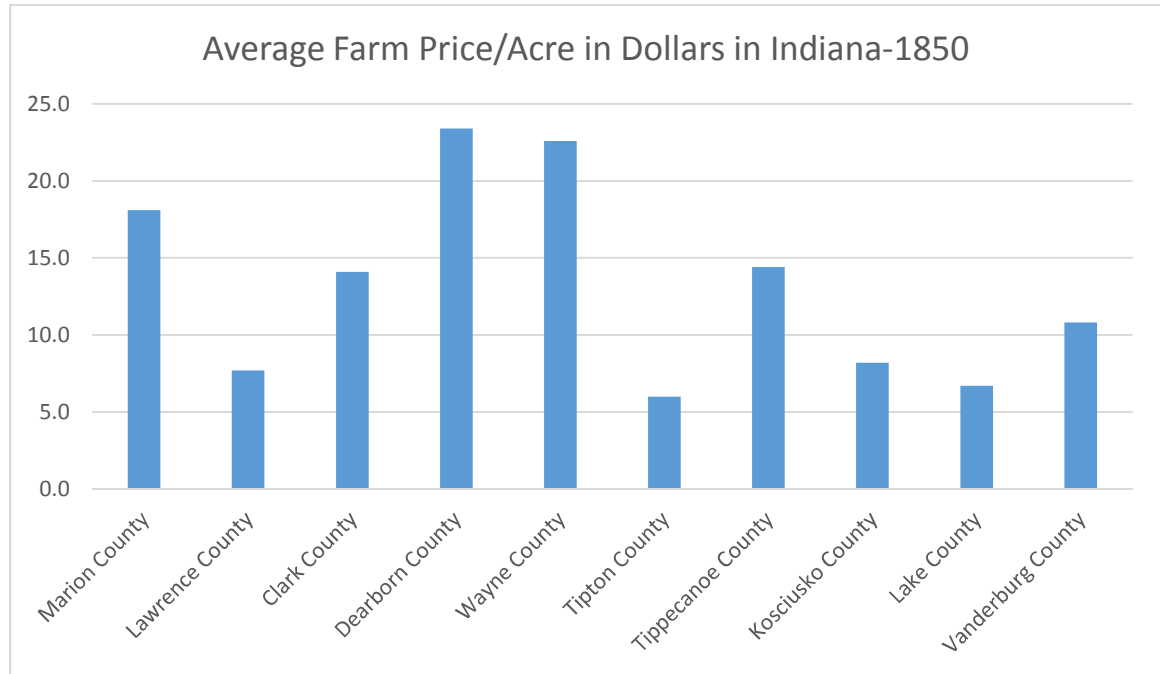 Average Farm Price/Acre in Dollars in Indiana-1850
25.0
20.0
15.0
10.0
5.0
0.0
Marion County
Lawrence County
Clark County
Dearborn County
Wayne County
Tipton County
Tippecanoe County
Kosciusko County
Lake County
Vanderburg County